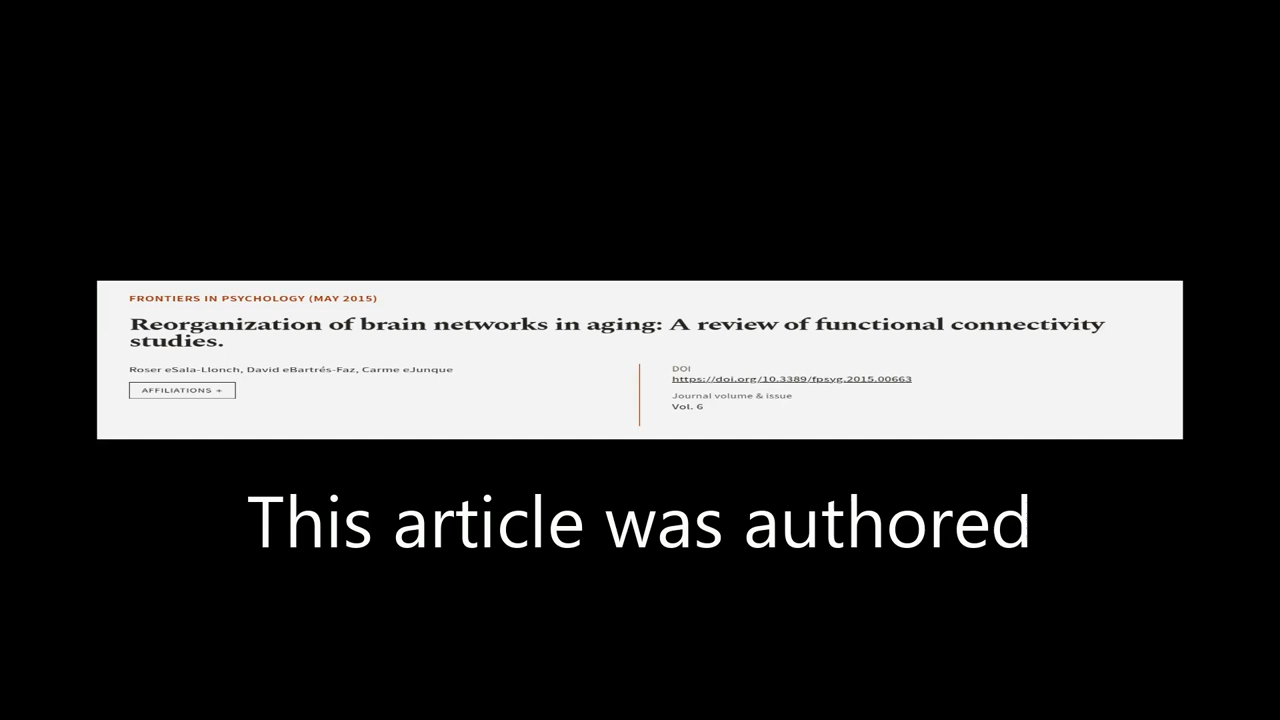 FRONTIERS IN PSYCHOLOGY (MAY 2015)
Reorganization of brain networks in aging: A review of functional connectivity
studies.
Roser eSala-Llonch, David eBartrés-Faz, Carme eJunque
AFFILIATIONS +
DOI
https://doi.org/10.3389/fpsyg.2015.00663
Journal volume & issue
Vol. 6
This article was authored